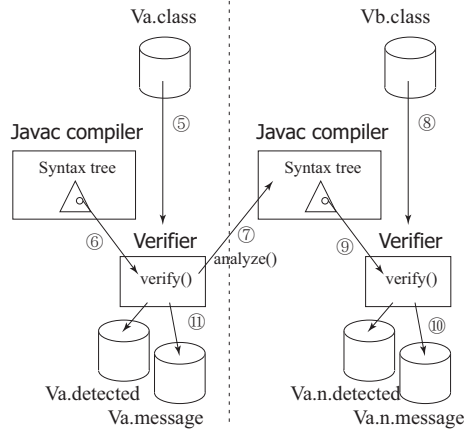 Va.class
Vb.class
⑤
⑧
Javac compiler
Javac compiler
Syntax tree
Syntax tree
⑥
Verifier
⑦
analyze()
⑨
Verifier
verify()
verify()
⑪
⑩
Va.detected
Va.message
Va.n.detected
Va.n.message